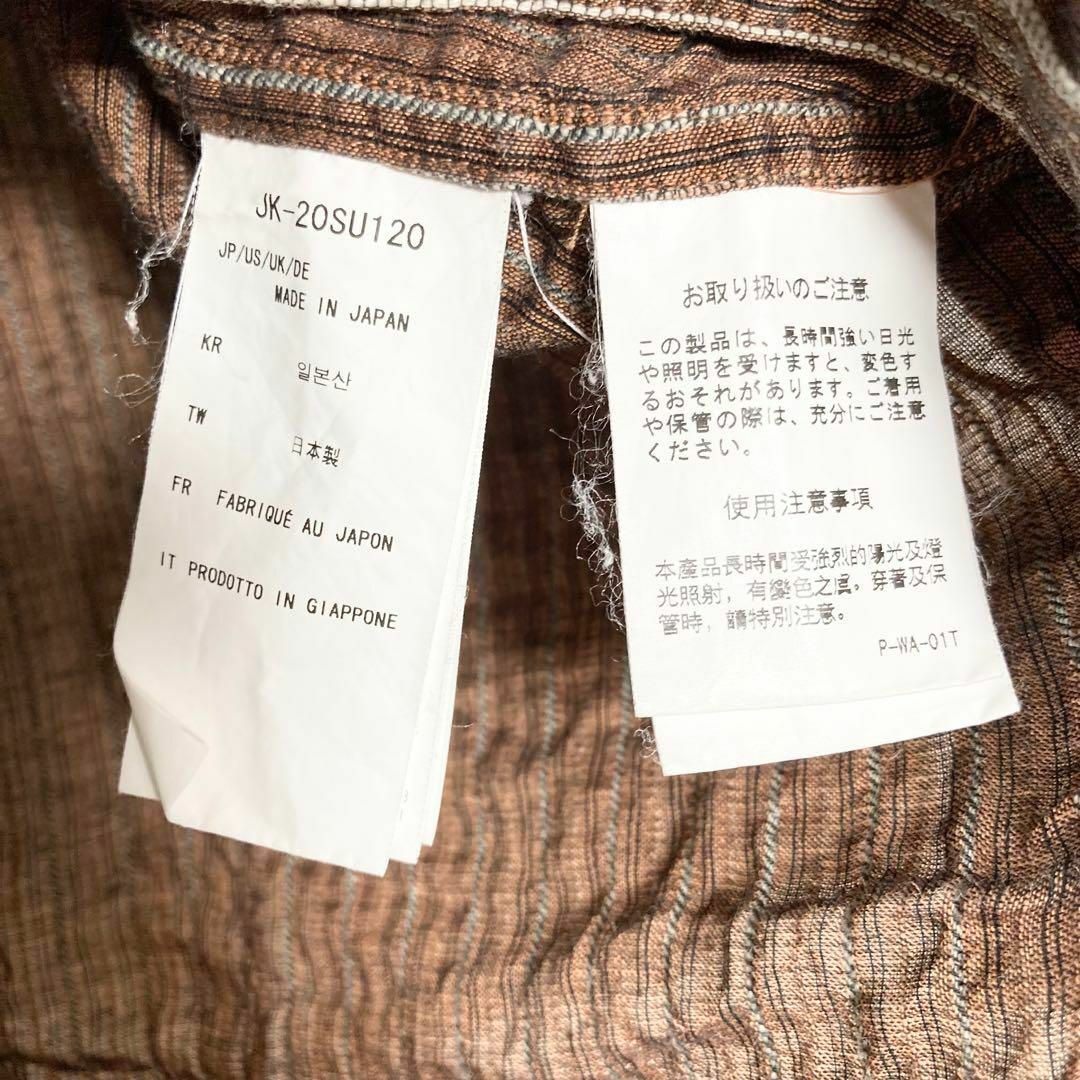 JK-20SU120
JP/US/UK/DE
MADE IN JAPAN
KR
일본산
TW
日本製
FR FABRIQUÉ AU JAPON
IT PRODOTTO IN GIAPPONE
お取り扱いのご注意
この製品は、長時間強い日光
や照明を受けますと、変色す
るおそれがあります。ご着用
や保管の際は、充分にご注意
ください。
使用注意事項
本產品長時間受強烈的陽光及燈
光照射，有變色之虞。穿著及保
管時，請特別注意。
P-WA-01T